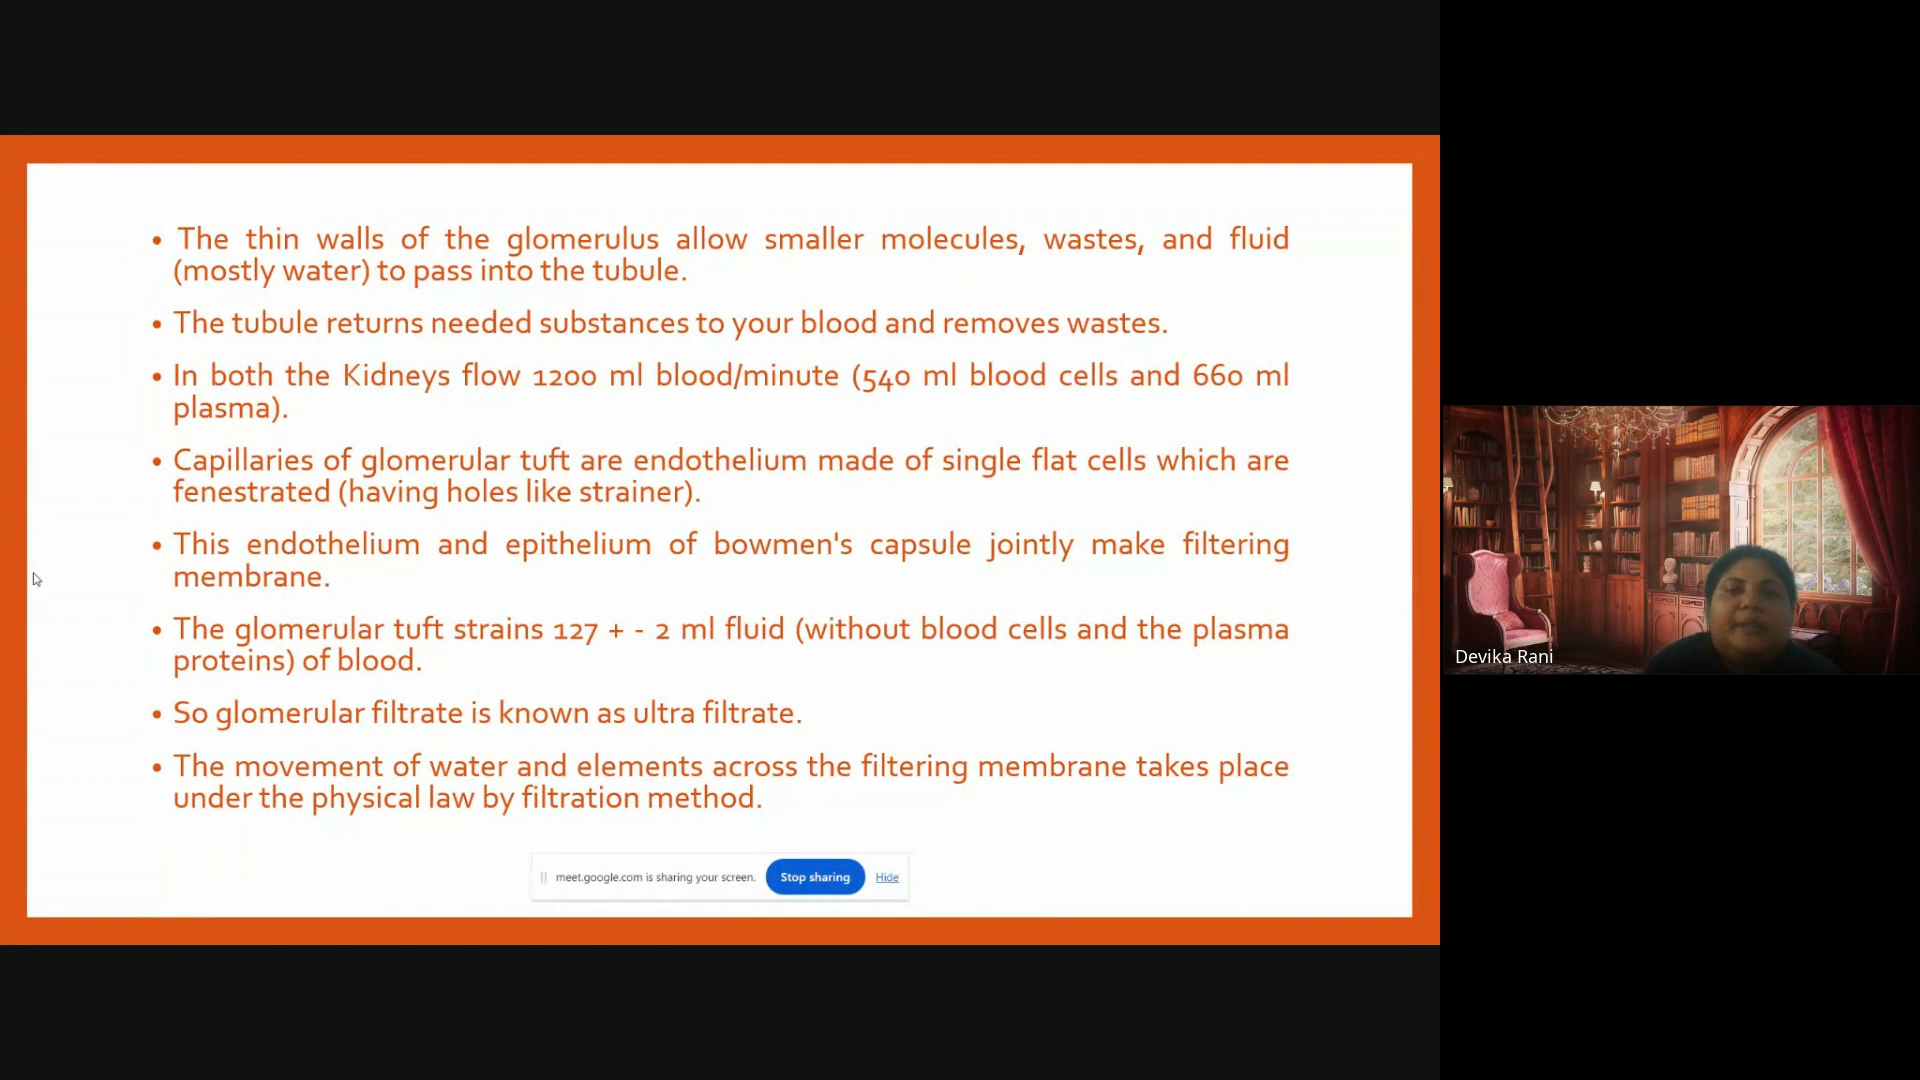 • The thin walls of the glomerulus allow smaller molecules, wastes, and fluid
(mostly water) to pass into the tubule.
• The tubule returns needed substances to your blood and removes wastes.
• In both the Kidneys flow 1200 ml blood/minute (540 ml blood cells and 660 ml
plasma).
• Capillaries of glomerular tuft are endothelium made of single flat cells which are
fenestrated (having holes like strainer).
• This endothelium and epithelium of bowmen's capsule jointly make filtering
membrane.
• The glomerular tuft strains 127 + - 2 ml fluid (without blood cells and the plasma
proteins) of blood.
• So glomerular filtrate is known as ultra filtrate.
• The movement of water and elements across the filtering membrane takes place
under the physical law by filtration method.
meet.google.com is sharing your screen. Stop sharing Hide
Devika Rani